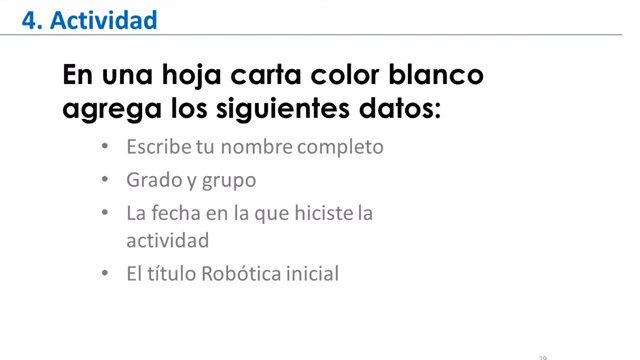 4. Actividad
En una hoja carta color blanco
agrega los siguientes datos:
• Escribe tu nombre completo
• Grado y grupo
• La fecha en la que hiciste la
actividad
• El título Robótica inicial
29